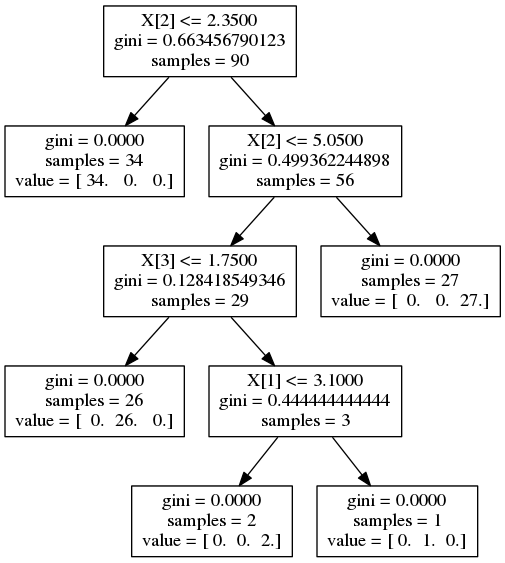 X[2] <= 2.3500
gini = 0.663456790123
samples = 90
gini = 0.0000
samples = 34
value = [ 34.   0.   0.]
X[2] <= 5.0500
gini = 0.499362244898
samples = 56
X[3] <= 1.7500
gini = 0.128418549346
samples = 29
gini = 0.0000
samples = 27
value = [  0.   0.  27.]
gini = 0.0000
samples = 26
value = [  0.  26.   0.]
X[1] <= 3.1000
gini = 0.444444444444
samples = 3
gini = 0.0000
samples = 2
value = [ 0.  0.  2.]
gini = 0.0000
samples = 1
value = [ 0.  1.  0.]